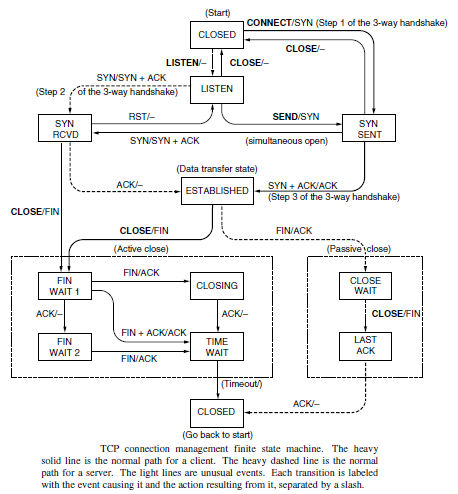 (Start)
CONNECT/SYN (Step 1 of the 3-way handshake)
CLOSED
CLOSE/–
LISTEN/–
CLOSE/–
SYN/SYN + ACK
(Step 2 of the 3-way handshake)
LISTEN
RST/–
SEND/SYN
SYN
RCVD
SYN
SENT
SYN/SYN + ACK
(simultaneous open)
(Data transfer state)
ACK/–
ESTABLISHED
SYN + ACK/ACK
(Step 3 of the 3-way handshake)
CLOSE/FIN
CLOSE/FIN
FIN/ACK
(Active close)
(Passive close)
FIN/ACK
FIN
WAIT 1
CLOSING
CLOSE
WAIT
ACK/–
ACK/–
CLOSE/FIN
FIN + ACK/ACK
FIN
WAIT 2
TIME
WAIT
LAST
ACK
FIN/ACK
(Timeout/)
CLOSED
ACK/–
(Go back to start)
TCP connection management finite state machine. The heavy
solid line is the normal path for a client. The heavy dashed line is the normal
path for a server. The light lines are unusual events. Each transition is labeled
with the event causing it and the action resulting from it, separated by a slash.